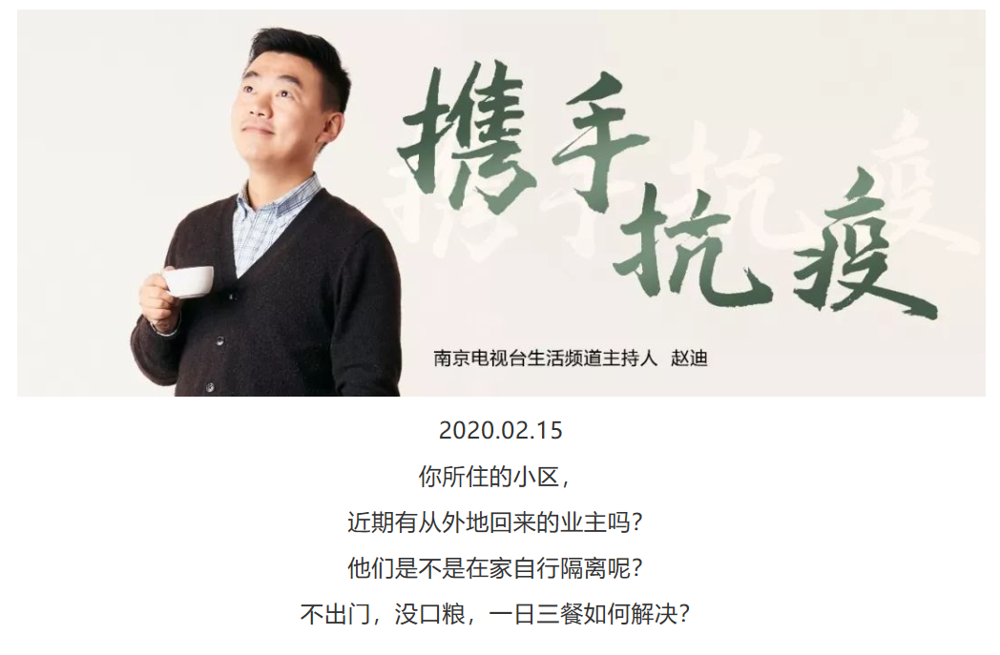 携手
抗疫
南京电视台生活频道主持人 赵迪
2020.02.15
你所住的小区，
近期有从外地回来的业主吗？
他们是不是在家自行隔离呢？
不出门，没口粮，一日三餐如何解决？